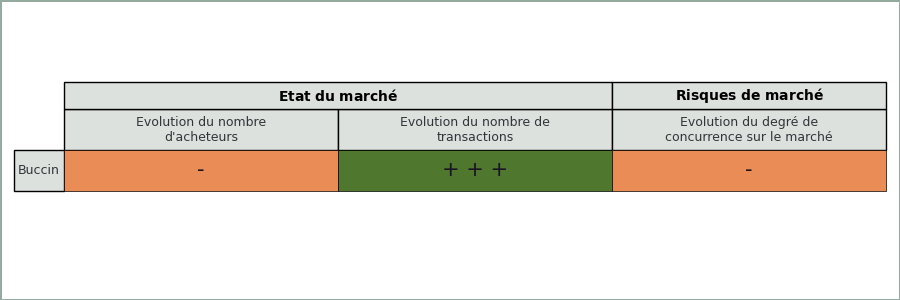 Etat du marché
Risques de marché
Evolution du nombre
d'acheteurs
Evolution du nombre de
transactions
Evolution du degré de
concurrence sur le marché
Buccin
-
+ + +
-